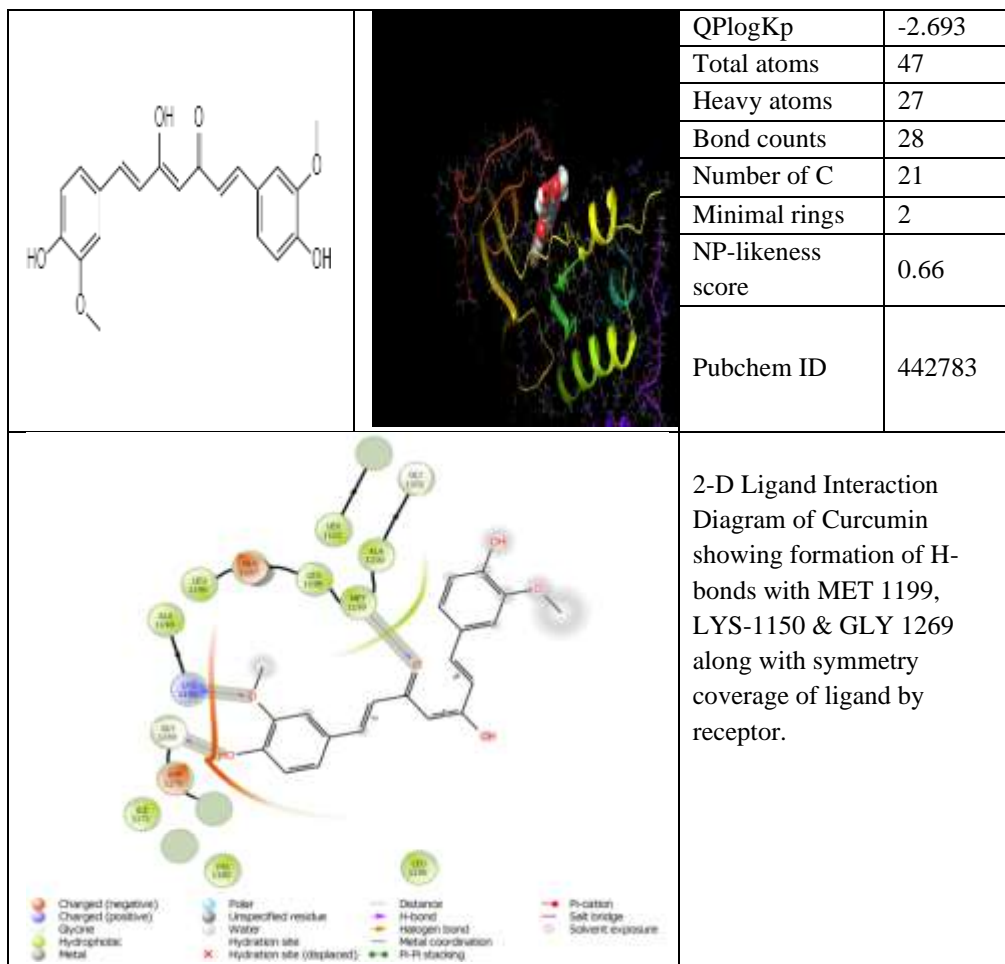 OH O
O
HO
OH
O
QPlogKp -2.693
Total atoms 47
Heavy atoms 27
Bond counts 28
Number of C 21
Minimal rings 2
NP-likeness
score 0.66
Pubchem ID 442783
ALA
MET
1199
OH
HO
OH
2-D Ligand Interaction
Diagram of Curcumin
showing formation of H-
bonds with MET 1199,
LYS-1150 & GLY 1269
along with symmetry
coverage of ligand by
receptor.
Charged (negative) Polar Distance Pi-cation
Charged (positive) Unspecified residue H-bond Salt bridge
Glycine Water Halogen bond Solvent exposure
Hydrophobic Hydration site Metal coordination
Metal Hydration site (displaced) Pi-Pi stacking